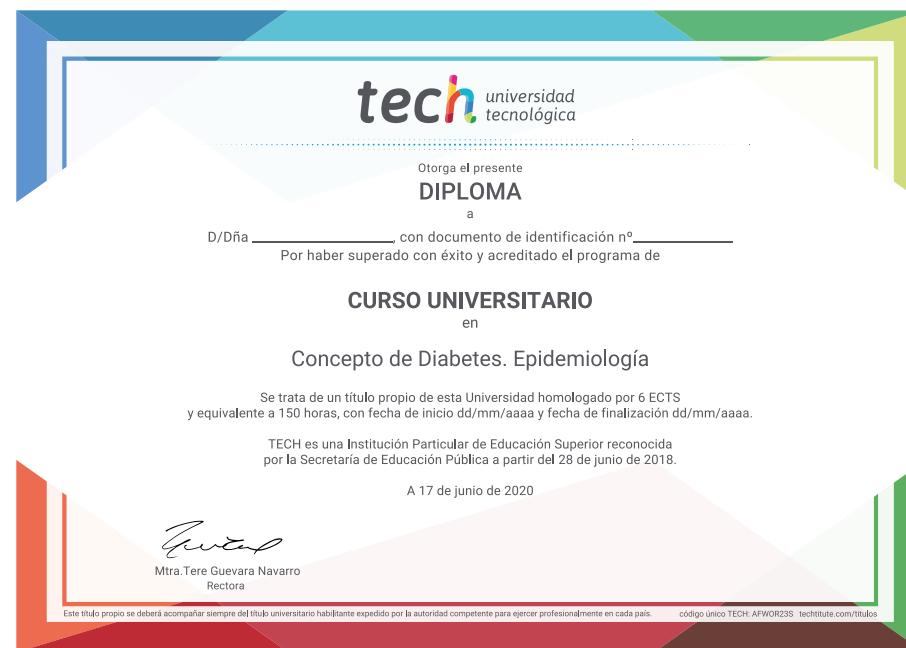 tech universidad
tecnológica
Otorga el presente
DIPLOMA
a
D/Dña ____________________, con documento de identificación nº______________
Por haber superado con éxito y acreditado el programa de
CURSO UNIVERSITARIO
en
Concepto de Diabetes. Epidemiología
Se trata de un título propio de esta Universidad homologado por 6 ECTS
y equivalente a 150 horas, con fecha de inicio dd/mm/aaaa y fecha de finalización dd/mm/aaaa.
TECH es una Institución Particular de Educación Superior reconocida
por la Secretaría de Educación Pública a partir del 28 de junio de 2018.
A 17 de junio de 2020
Mtra.Tere Guevara Navarro
Rectora
Este título propio se deberá acompañar siempre del título universitario habilitante expedido por la autoridad competente para ejercer profesionalmente en cada país. código único TECH: AFWOR23S techtitute.com/titulos